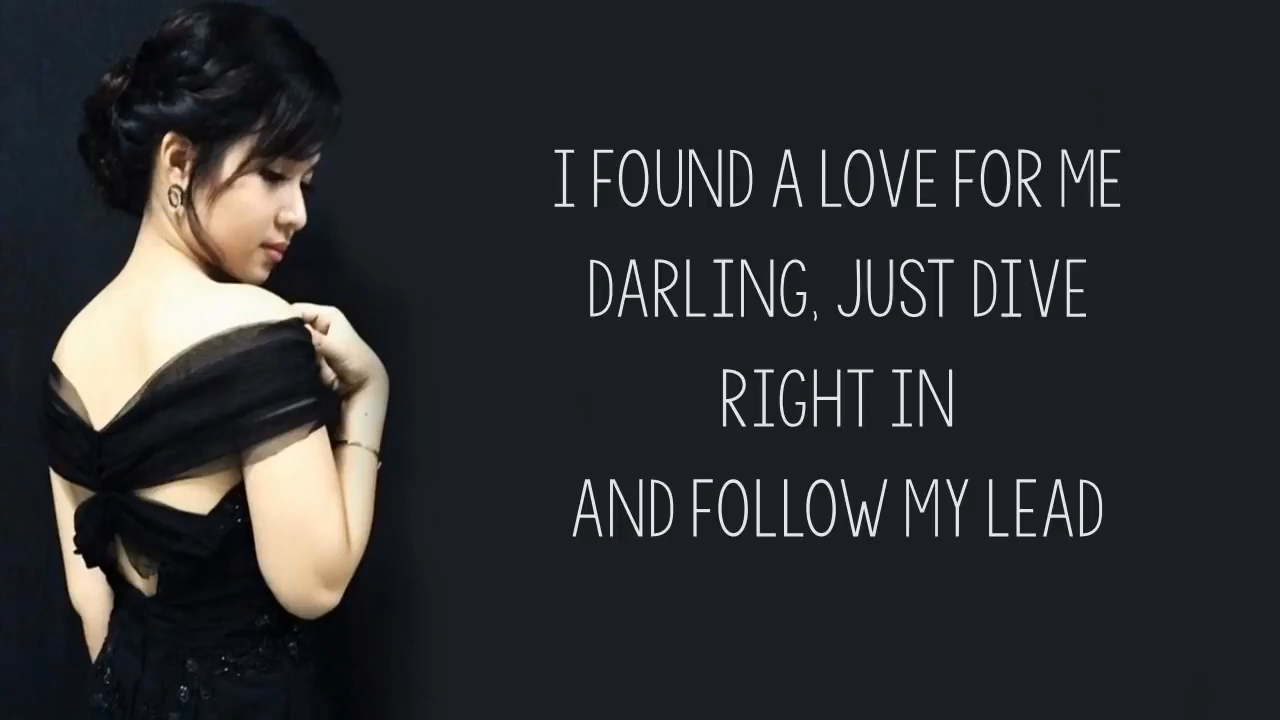 I FOUND A LOVE FOR ME
DARLING, JUST DIVE
RIGHT IN
AND FOLLOW MY LEAD